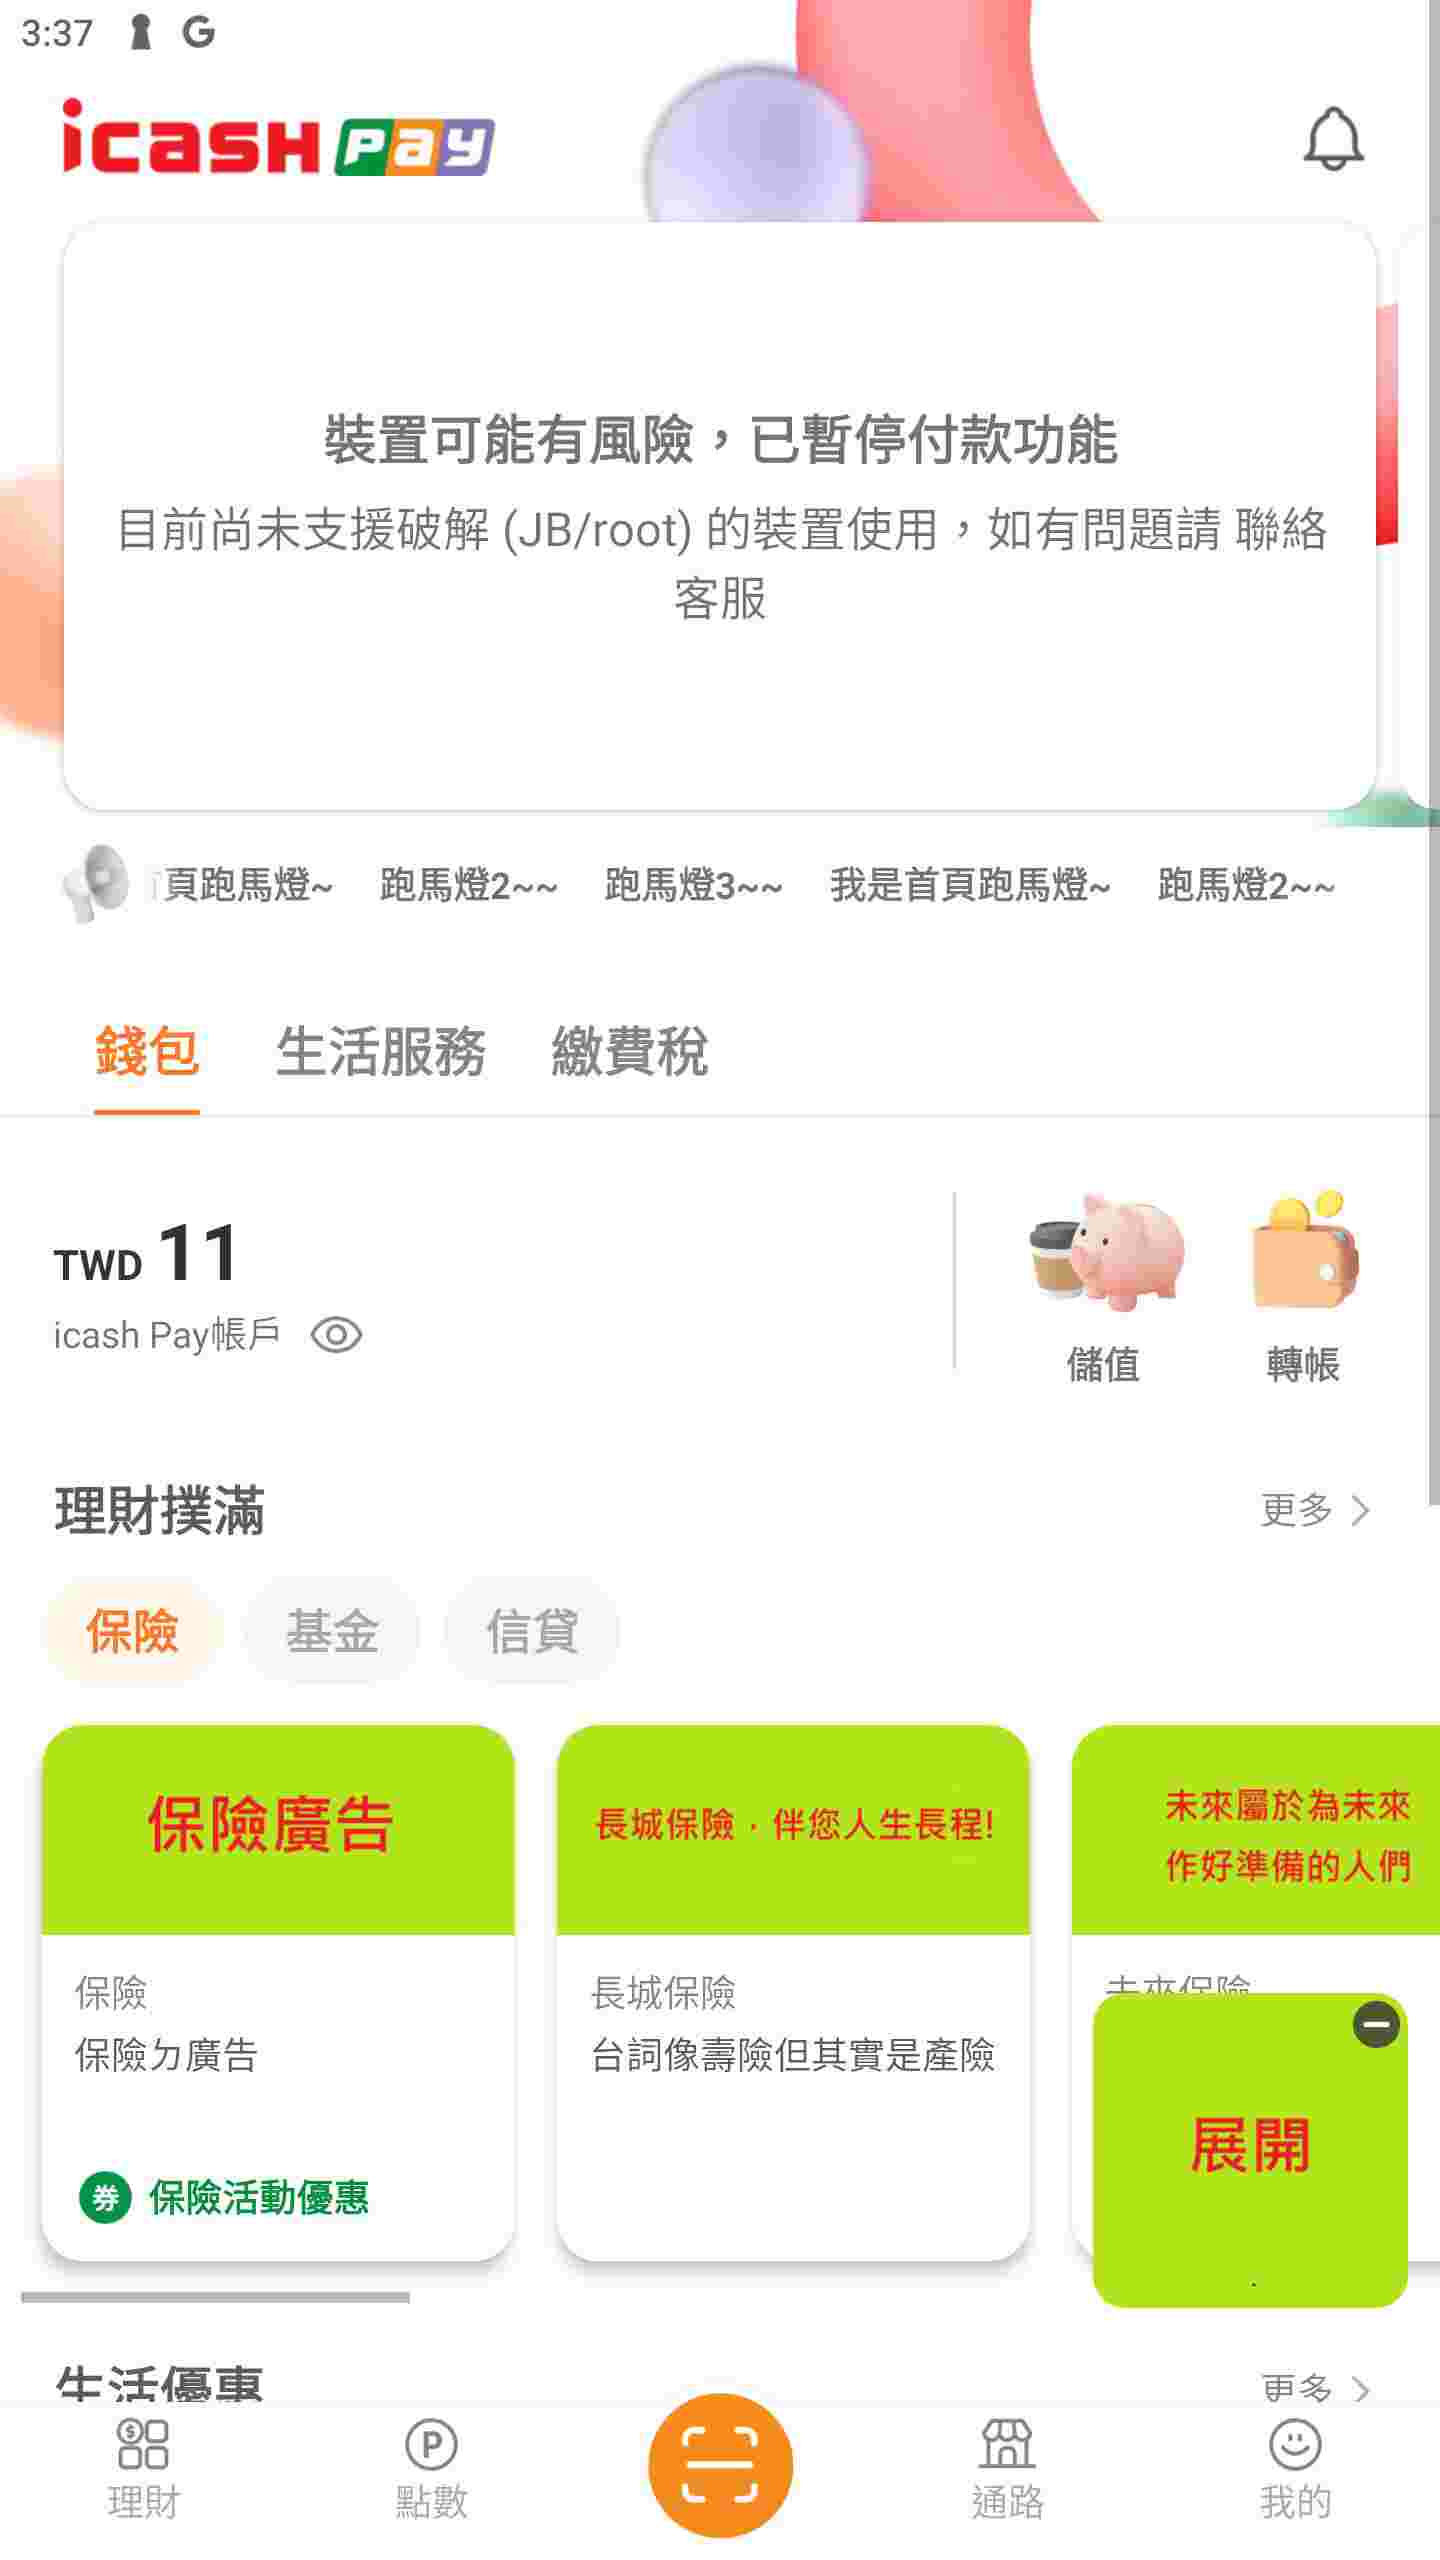 3:37
icash Pay
裝置可能有風險，已暫停付款功能
目前尚未支援破解 (JB/root) 的裝置使用，如有問題請 聯絡
客服
頁跑馬燈~ 跑馬燈2~~ 跑馬燈3~~ 我是首頁跑馬燈~ 跑馬燈2~~
錢包 生活服務 繳費稅
TWD 11
icash Pay帳戶
儲值 轉帳
理財撲滿 更多
保險 基金 信貸
保險廣告
保險
保險ㄉ廣告
券 保險活動優惠
長城保險．伴您人生長程!
長城保險
台詞像壽險但其實是產險
未來屬於為未來
作好準備的人們
未來保險
展開
生活優惠 更多
理財 點數 通路 我的